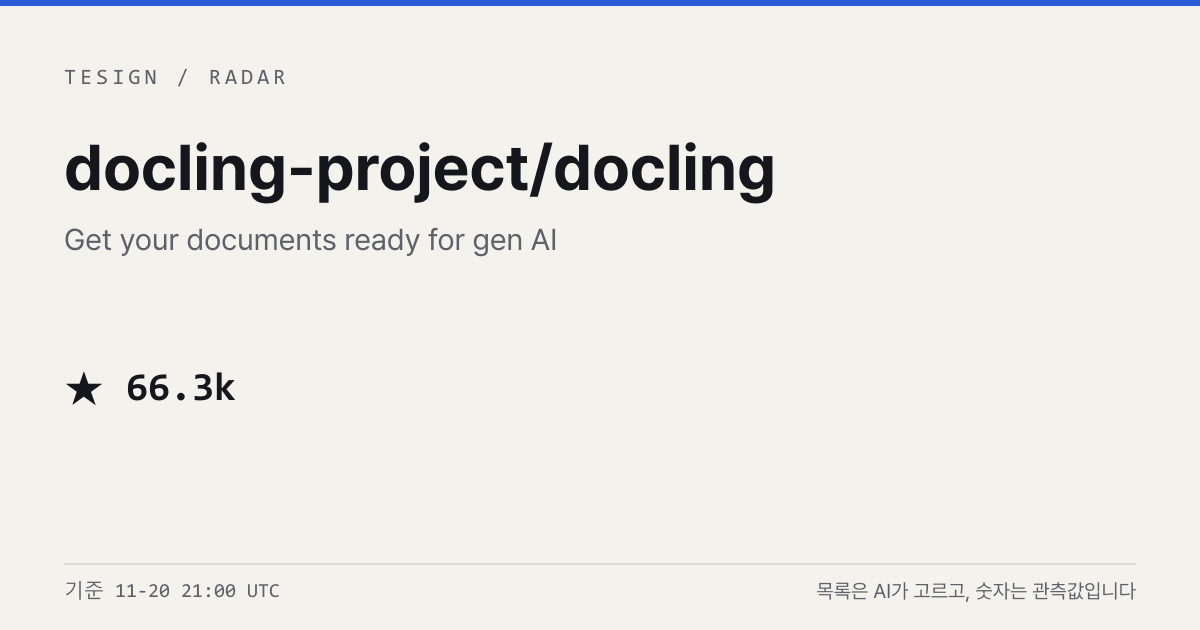 TESIGN / RADAR
docling-project/docling
Get your documents ready for gen AI
★ 66.3k
기준 11-20 21:00 UTC
목록은 AI가 고르고, 숫자는 관측값입니다